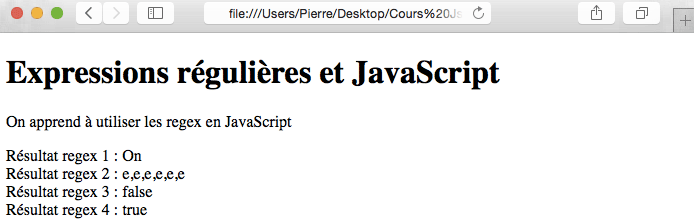 file:///Users/Pierre/Desktop/Cours%20Js
Expressions régulières et JavaScript
On apprend à utiliser les regex en JavaScript
Résultat regex 1 : On
Résultat regex 2 : e,e,e,e,e,e
Résultat regex 3 : false
Résultat regex 4 : true